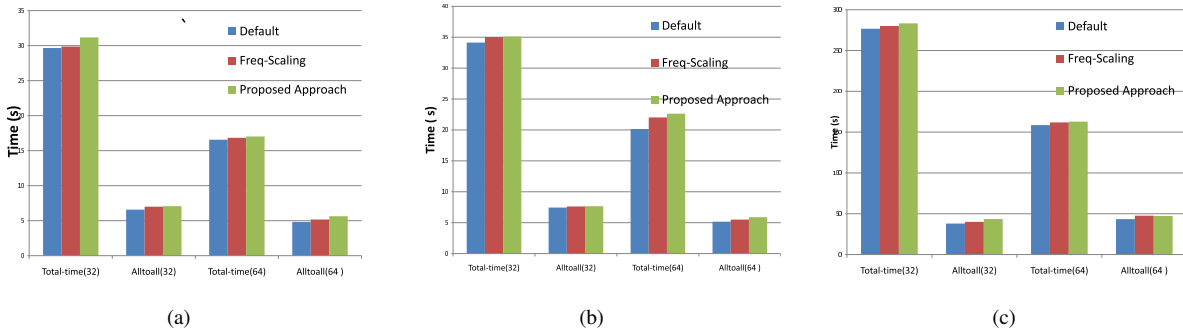 35
30
25
20
15
10
5
0
Time (s)
`
Default
Freq-Scaling
Proposed Approach
Total-time(32) Alltoall(32) Total-time(64) Alltoall(64 )
(a)
40
35
30
25
20
15
10
5
0
Time ( s)
Default
Freq-Scaling
Proposed Approach
Total-time(32) Alltoall(32) Total-time(64) Alltoall(64 )
(b)
300
250
200
150
100
50
0
Time (s)
Default
Freq-Scaling
Proposed Approach
Total-time(32) Alltoall(32) Total-time(64) Alltoall(64 )
(c)